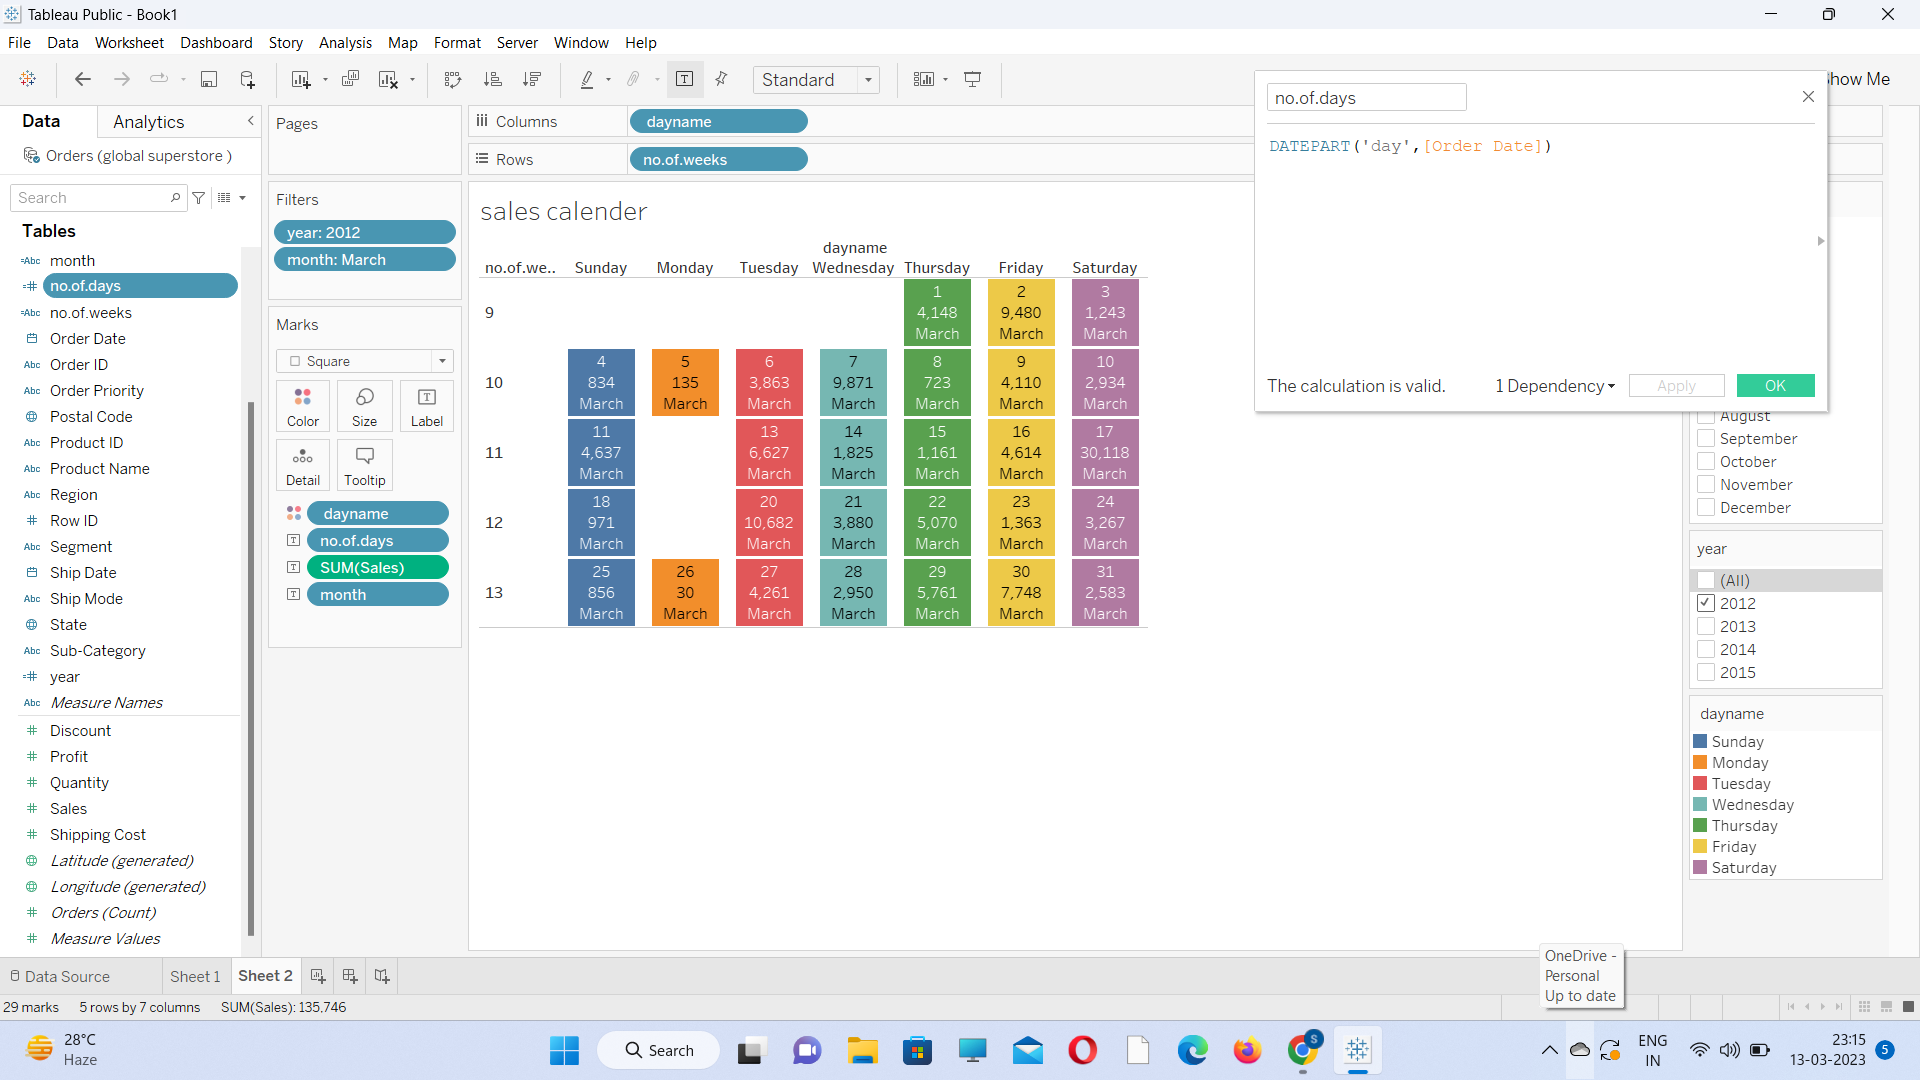 Tableau Public - Book1
File Data Worksheet Dashboard Story Analysis Map Format Server Window Help
Standard
Show Me
Data
Analytics
Orders (global superstore )
Search
Tables
Abc month
no.of.days
Abc no.of.weeks
Order Date
Abc Order ID
Abc Order Priority
Postal Code
Abc Product ID
Abc Product Name
Abc Region
# Row ID
Abc Segment
Ship Date
Abc Ship Mode
State
Abc Sub-Category
year
Abc Measure Names
# Discount
# Profit
# Quantity
# Sales
# Shipping Cost
Latitude (generated)
Longitude (generated)
# Orders (Count)
# Measure Values
Pages
Filters
year: 2012
month: March
Marks
Square
Color Size Label
Detail Tooltip
dayname
no.of.days
SUM(Sales)
month
Columns dayname
Rows no.of.weeks
sales calender
dayname
no.of.we.. Sunday Monday Tuesday Wednesday Thursday Friday Saturday
1 2 3
9 4,148 9,480 1,243
March March March
4 5 6 7 8 9 10
10 834 135 3,863 9,871 723 4,110 2,934
March March March March March March March
11 13 14 15 16 17
11 4,637 6,627 1,825 1,161 4,614 30,118
March March March March March March
18 20 21 22 23 24
12 971 10,682 3,880 5,070 1,363 3,267
March March March March March March
25 26 27 28 29 30 31
13 856 30 4,261 2,950 5,761 7,748 2,583
March March March March March March March
no.of.days
DATEPART('day',[Order Date])
The calculation is valid. 1 Dependency Apply OK
August
September
October
November
December
year
(All)
2012
2013
2014
2015
dayname
Sunday
Monday
Tuesday
Wednesday
Thursday
Friday
Saturday
OneDrive -
Personal
Up to date
Data Source Sheet 1 Sheet 2
29 marks 5 rows by 7 columns SUM(Sales): 135,746
28°C
Haze
Search
S
ENG
IN
23:15
13-03-2023
5